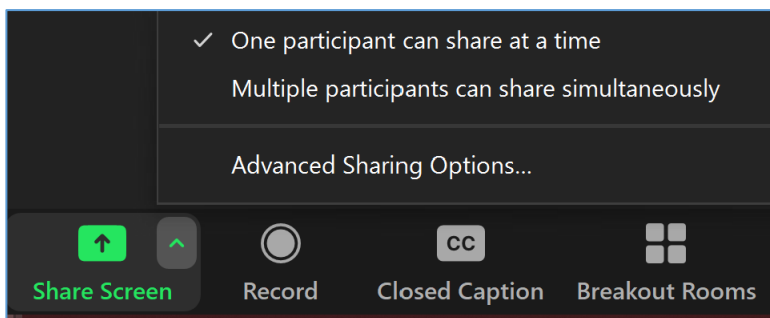 One participant can share at a time
Multiple participants can share simultaneously
Advanced Sharing Options...
CC
Share Screen Record Closed Caption Breakout Rooms